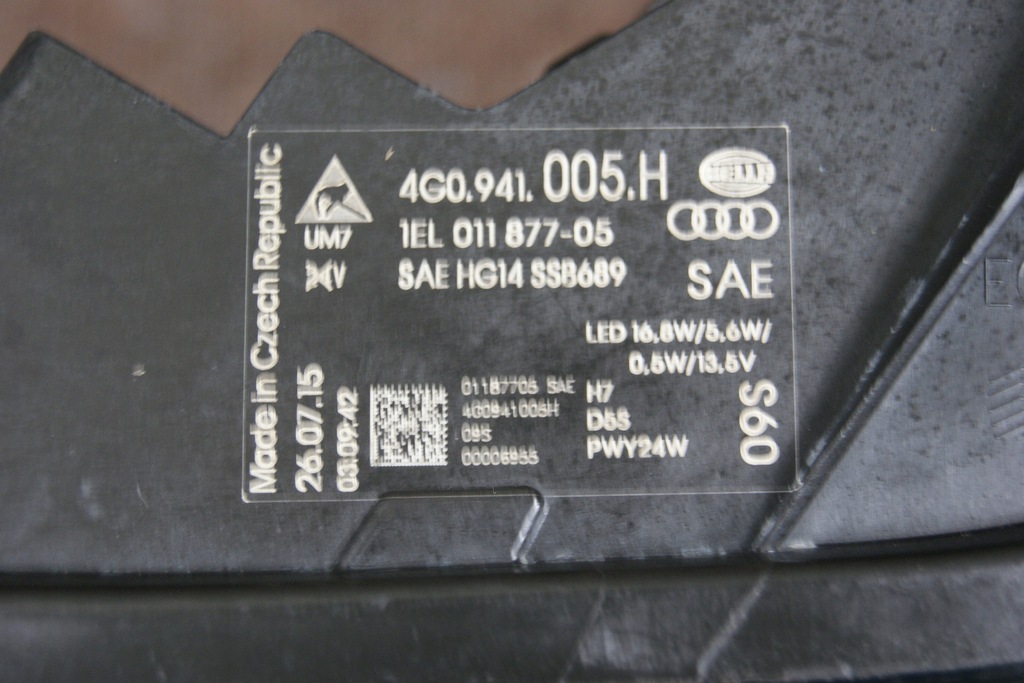 Made in Czech Republic
26.07.15
03:09:42
UM7
4G0.941. 005.H
HELLA
1EL 011 877-05
SAE HG14 SSB689
SAE
LED 16,8W/5,6W/
0,5W/13,5V
01187705 SAE
4G0941005H
09S
00006955
H7
D5S
PWY24W
09S